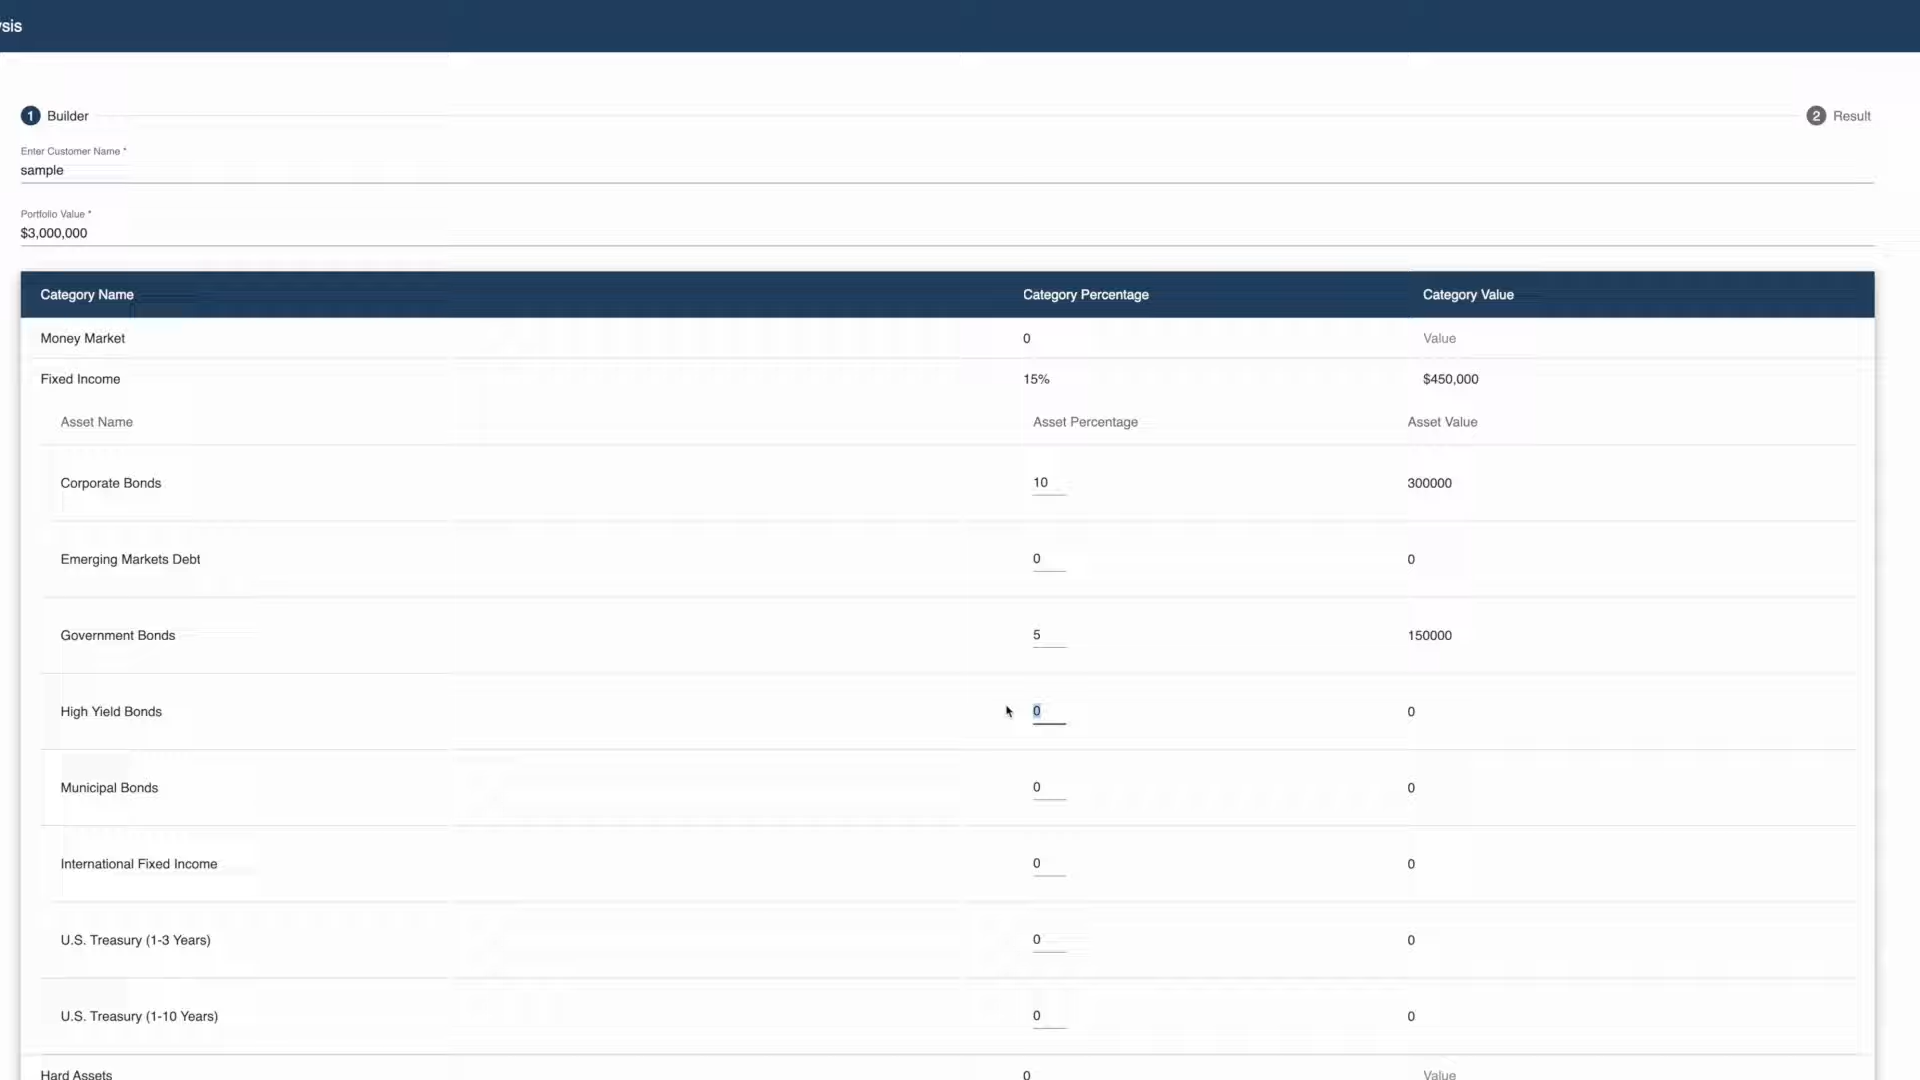 ysis
1 Builder 2 Result
Enter Customer Name *
sample
Portfolio Value *
$3,000,000
Category Name Category Percentage Category Value
Money Market 0 Value
Fixed Income 15% $450,000
Asset Name Asset Percentage Asset Value
Corporate Bonds 10 300000
Emerging Markets Debt 0 0
Government Bonds 5 150000
High Yield Bonds 0 0
Municipal Bonds 0 0
International Fixed Income 0 0
U.S. Treasury (1-3 Years) 0 0
U.S. Treasury (1-10 Years) 0 0
Hard Assets 0 Value